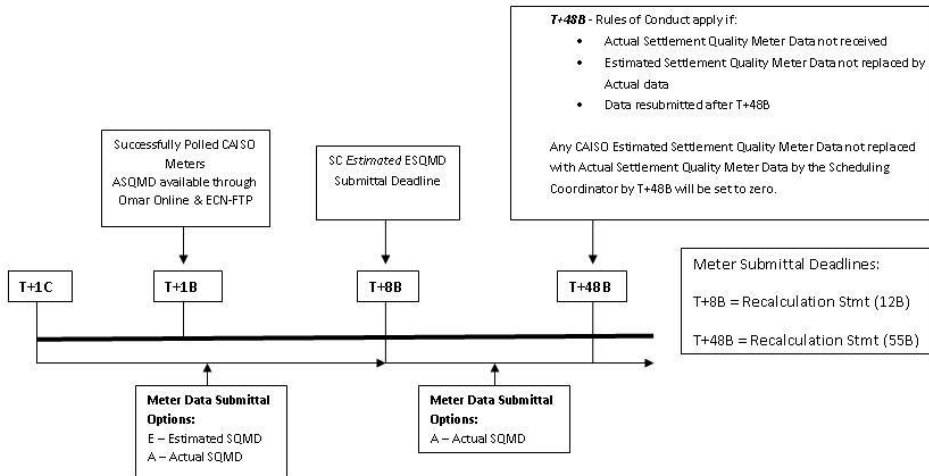 T+48B - Rules of Conduct apply if:
• Actual Settlement Quality Meter Data not received
• Estimated Settlement Quality Meter Data not replaced by
Actual data
• Data resubmitted after T+48B
Any CAISO Estimated Settlement Quality Meter Data not replaced
with Actual Settlement Quality Meter Data by the Scheduling
Coordinator by T+48B will be set to zero.
Successfully Polled CAISO
Meters
ASQMD available through
Omar Online & ECN-FTP
SC Estimated ESQMD
Submittal Deadline
T+1C
T+1B
T+8B
T+48B
Meter Submittal Deadlines:
T+8B = Recalculation Stmt (12B)
T+48B = Recalculation Stmt (55B)
Meter Data Submittal
Options:
E – Estimated SQMD
A – Actual SQMD
Meter Data Submittal
Options:
A – Actual SQMD